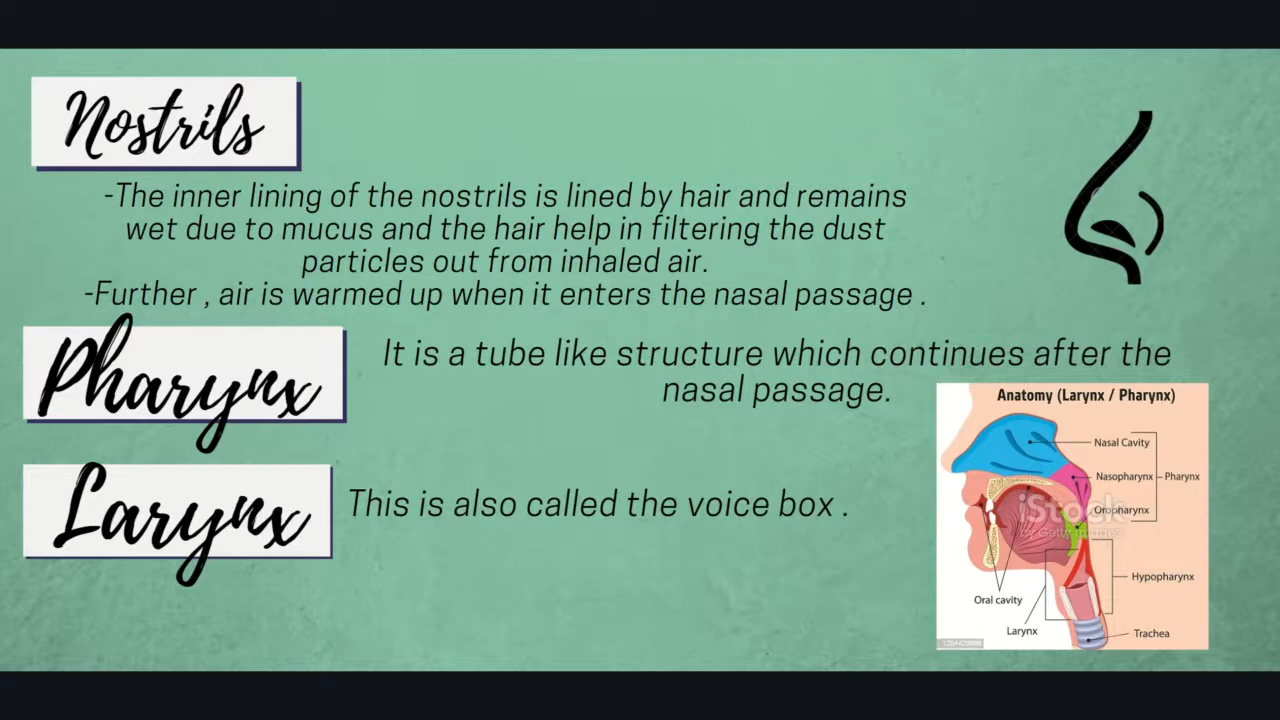 Nostrils
-The inner lining of the nostrils is lined by hair and remains
wet due to mucus and the hair help in filtering the dust
particles out from inhaled air.
-Further , air is warmed up when it enters the nasal passage .
Pharynx
It is a tube like structure which continues after the
nasal passage.
Larynx
This is also called the voice box .
Anatomy (Larynx / Pharynx)
Nasal Cavity
Nasopharynx
Pharynx
Oropharynx
iStock
by Getty Images
Hypopharynx
Oral cavity
Larynx
Trachea